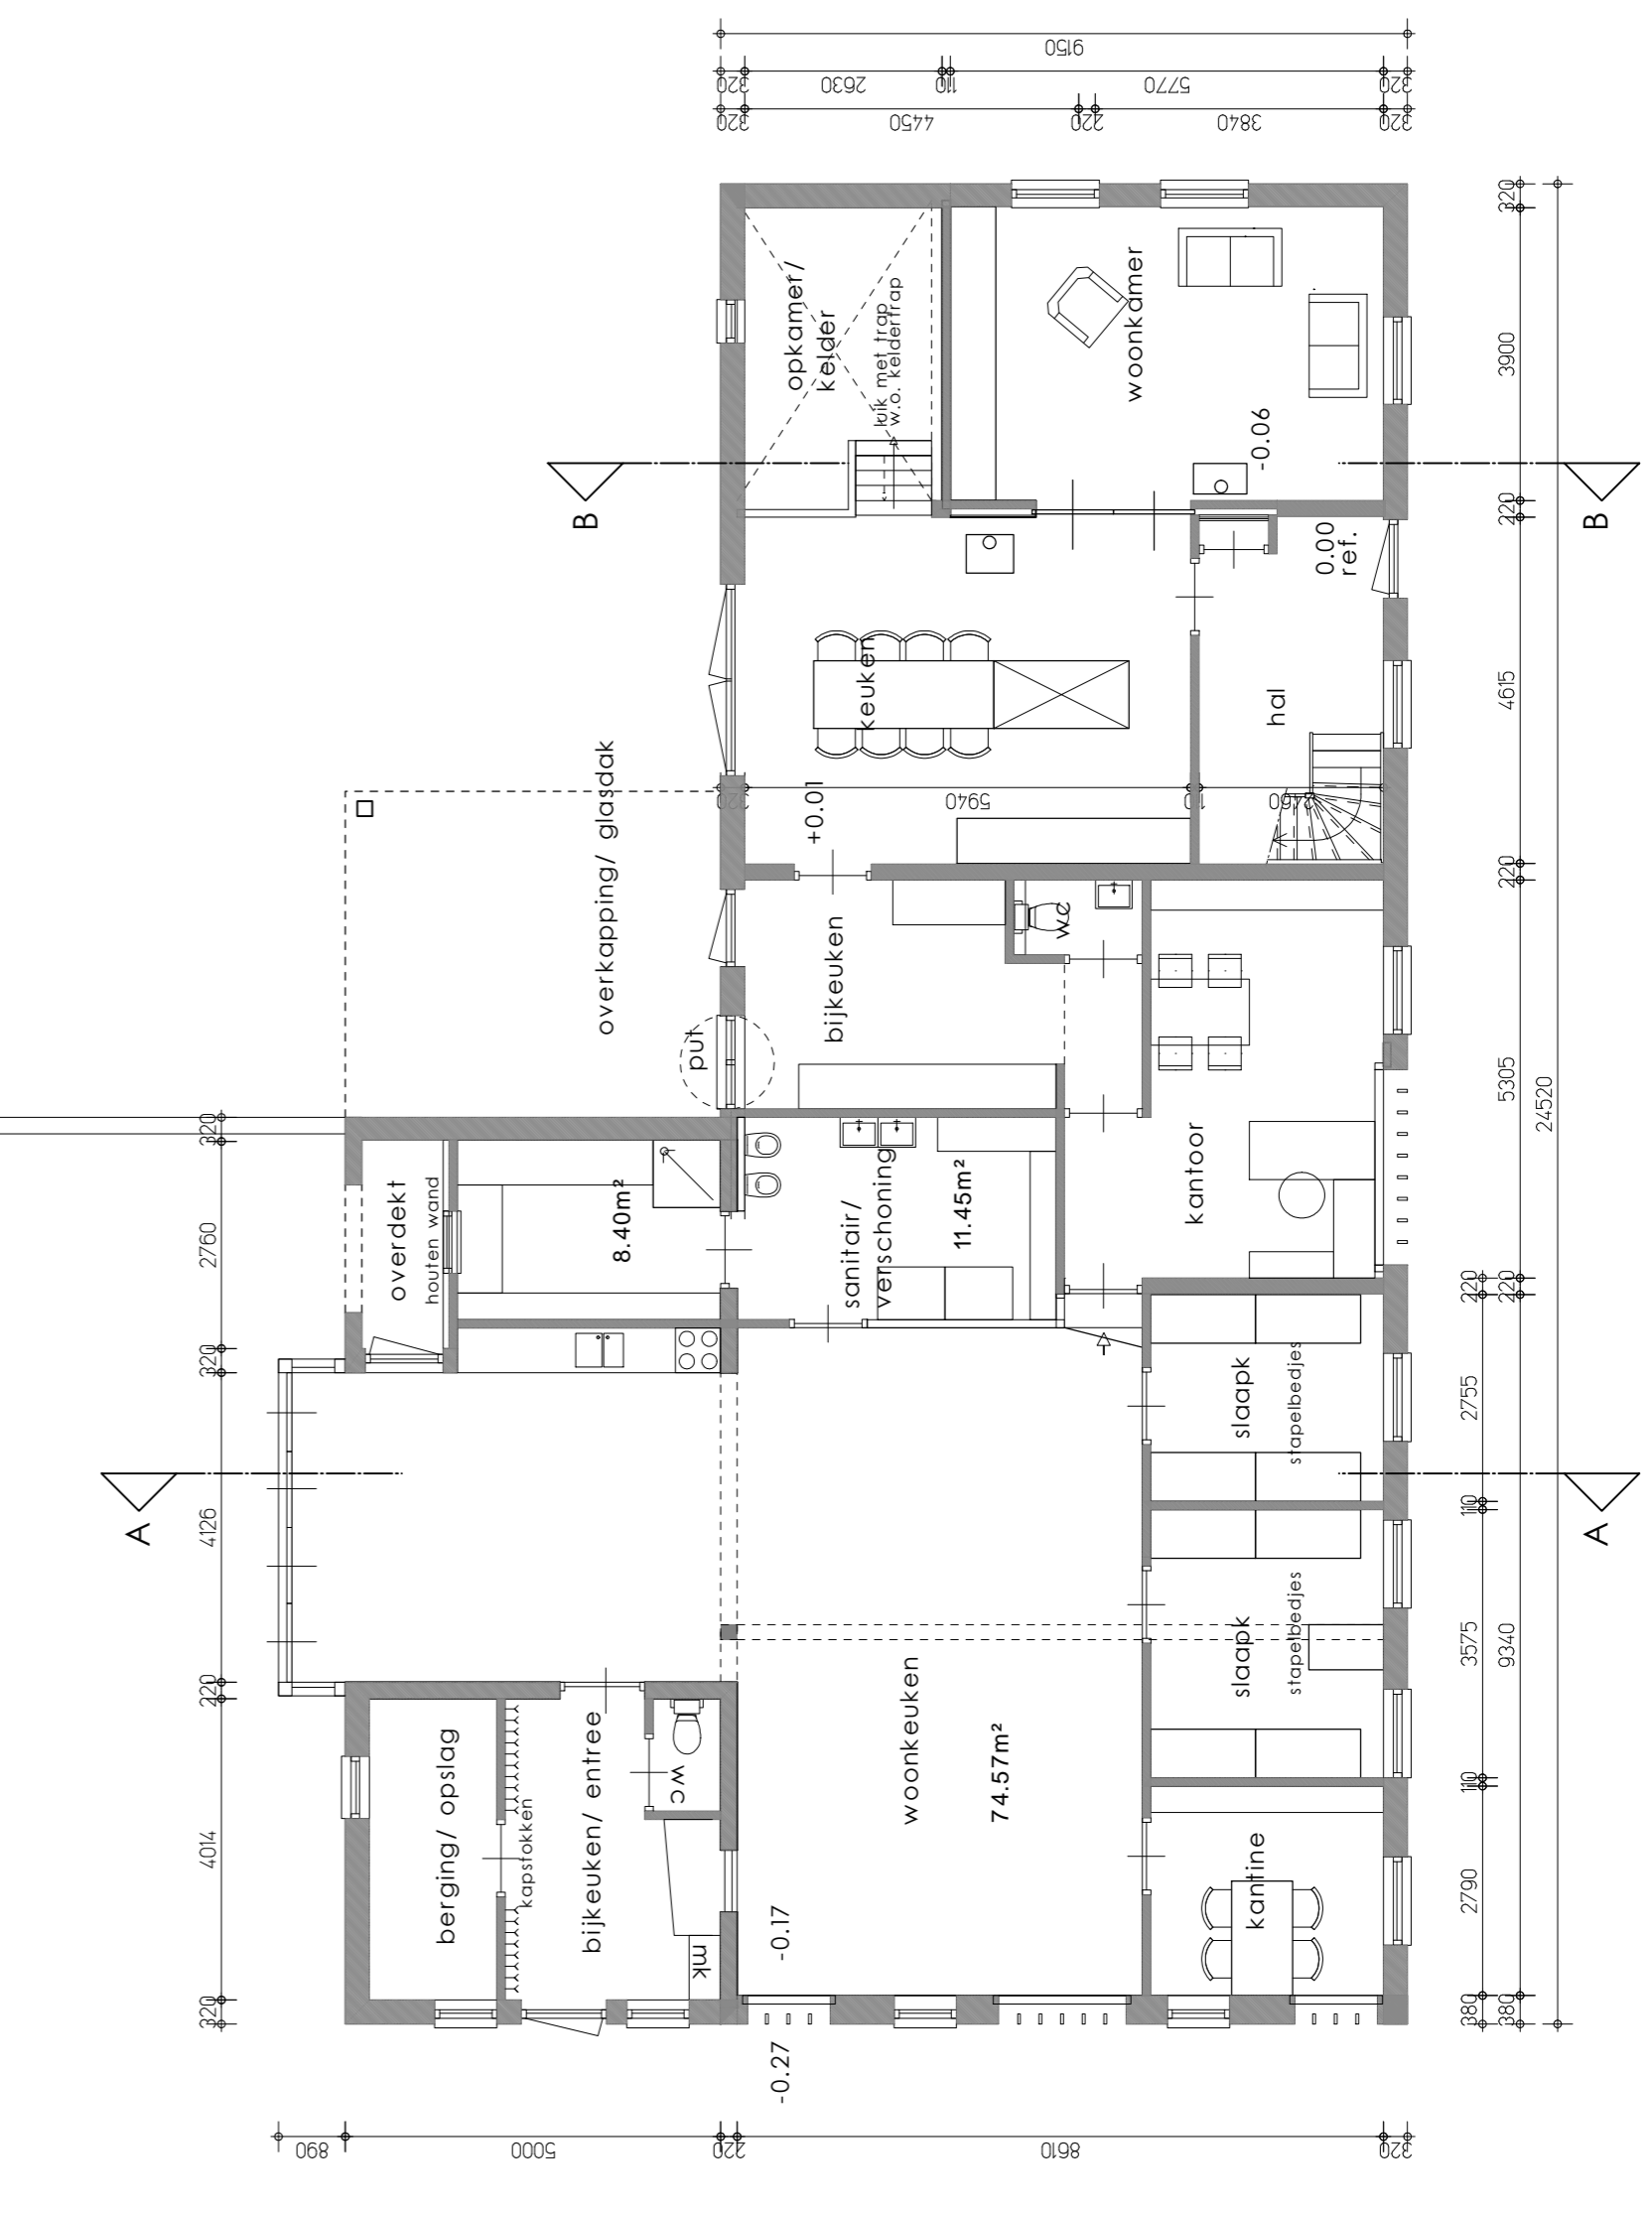 9150
320
2630
110
5770
320
320
4450
220
3840
320
B
B
A
A
opkamer/
kelder
luik met trap
w.o. keldertrap
woonkamer
-0.06
0.00
ref.
keuken
hal
+0.01
320
5940
110
2460
overkapping/ glasdak
put
bijkeuken
wc
kantoor
overdekt
houten wand
8.40m²
sanitair/
verschoning
11.45m²
slaapk
stapelbedjes
slaapk
stapelbedjes
kantine
woonkeuken
74.57m²
berging/ opslag
kapstokken
bijkeuken/ entree
wc
mk
-0.17
-0.27
320
4014
220
4126
320
2760
320
380
2790
110
3575
110
2755
220
380
9340
220
5305
220
4615
220
3900
320
24520
890
5000
220
8610
320